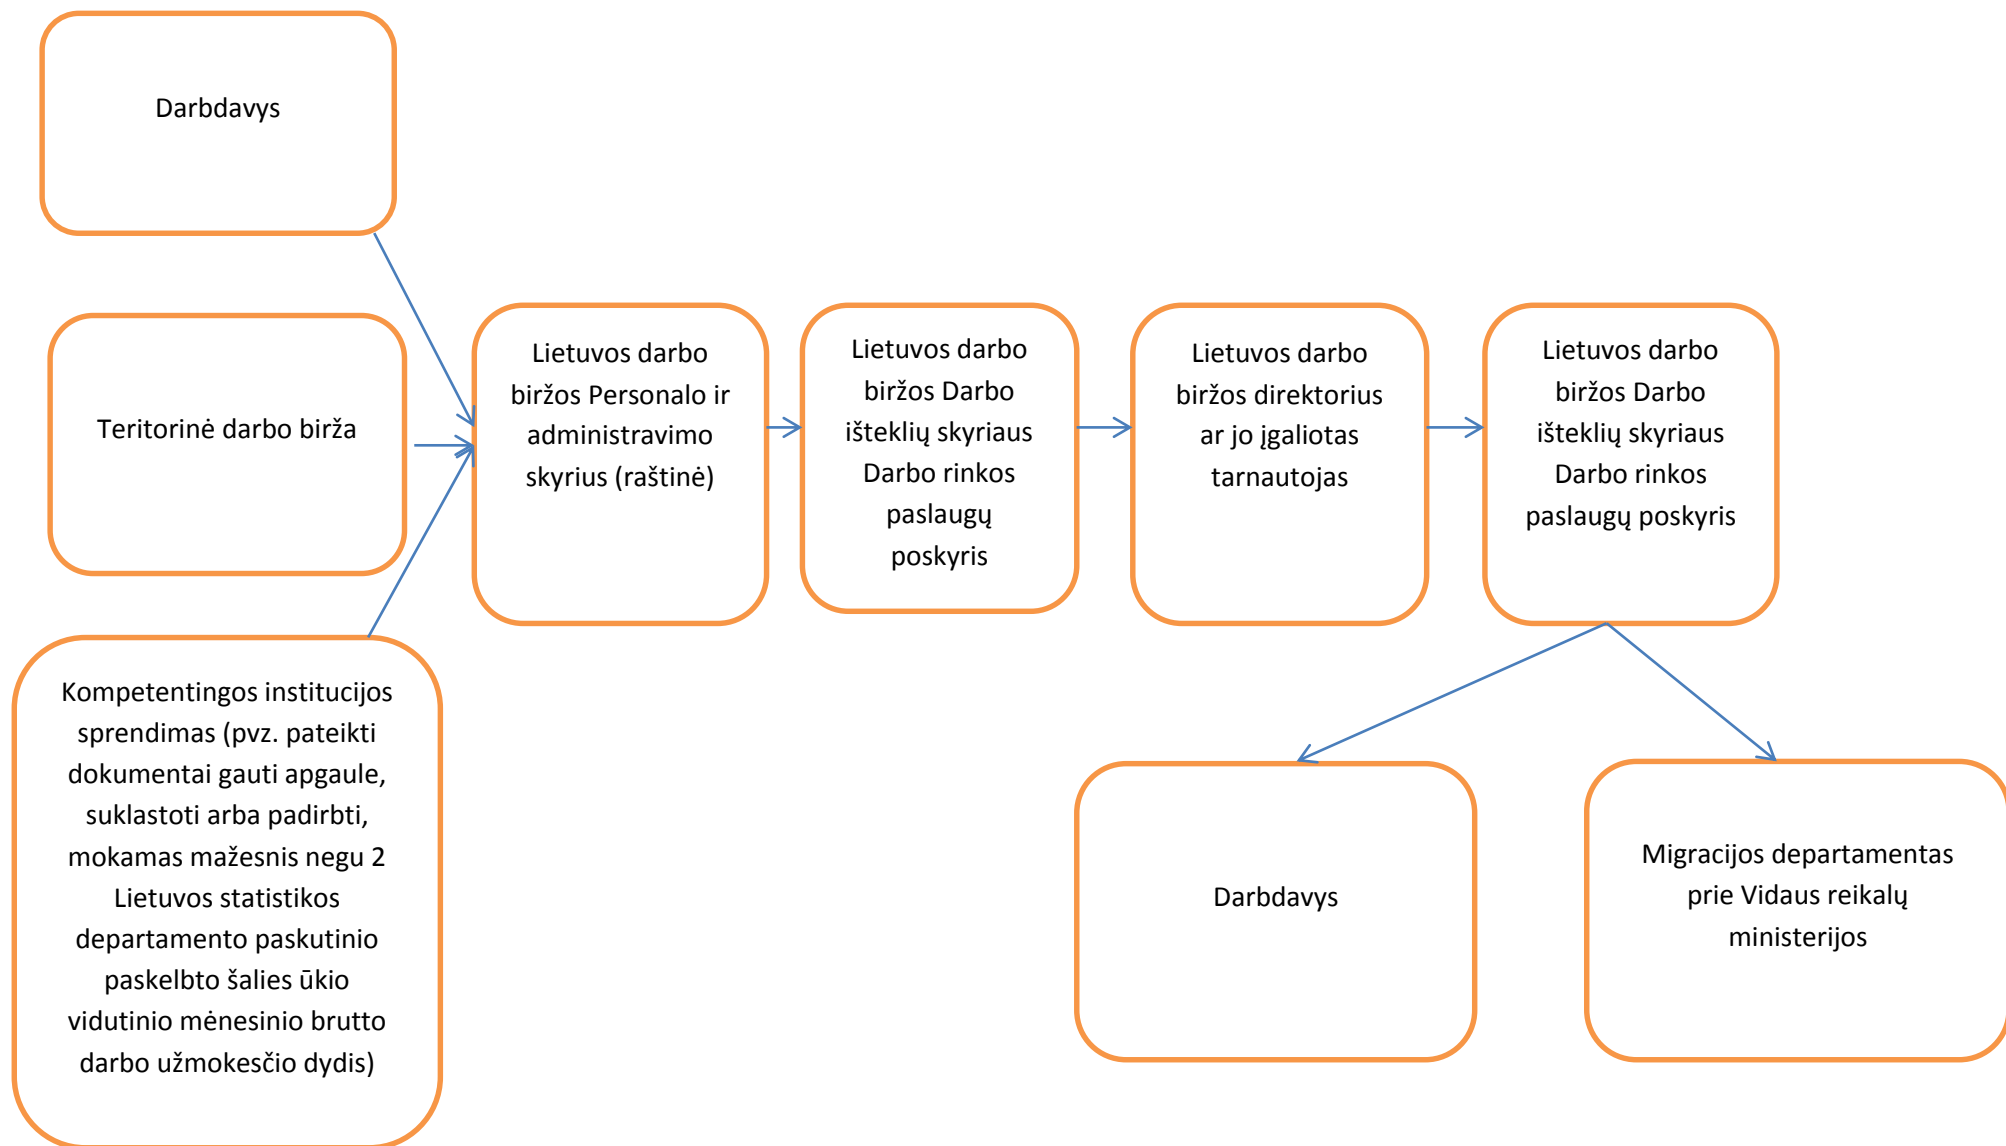 Darbdavys
Teritorinė darbo birža
Kompetentingos institucijos
sprendimas (pvz. pateikti
dokumentai gauti apgaule,
suklastoti arba padirbti,
mokamas mažesnis negu 2
Lietuvos statistikos
departamento paskutinio
paskelbto šalies ūkio
vidutinio mėnesinio brutto
darbo užmokesčio dydis)
Lietuvos darbo
biržos Personalo ir
administravimo
skyrius (raštinė)
Lietuvos darbo
biržos Darbo
išteklių skyriaus
Darbo rinkos
paslaugų
poskyris
Lietuvos darbo
biržos direktorius
ar jo įgaliotas
tarnautojas
Lietuvos darbo
biržos Darbo
išteklių skyriaus
Darbo rinkos
paslaugų poskyris
Darbdavys
Migracijos departamentas
prie Vidaus reikalų
ministerijos